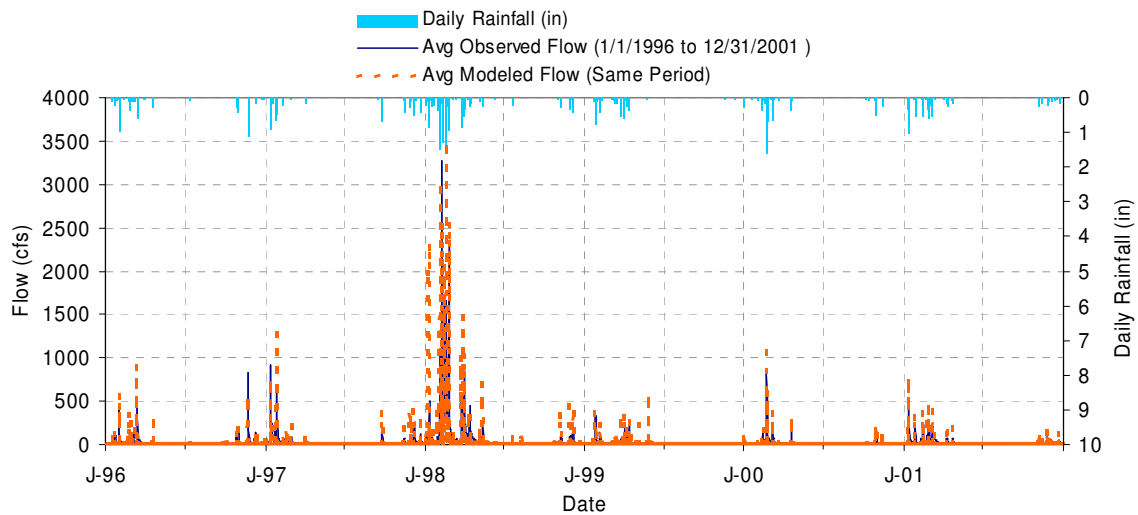 Daily Rainfall (in)
Avg Observed Flow (1/1/1996 to 12/31/2001 )
Avg Modeled Flow (Same Period)
4000
3500
3000
2500
2000
1500
1000
500
0
Flow (cfs)
0
1
2
3
4
5
6
7
8
9
10
Daily Rainfall (in)
J-96
J-97
J-98
J-99
J-00
J-01
Date